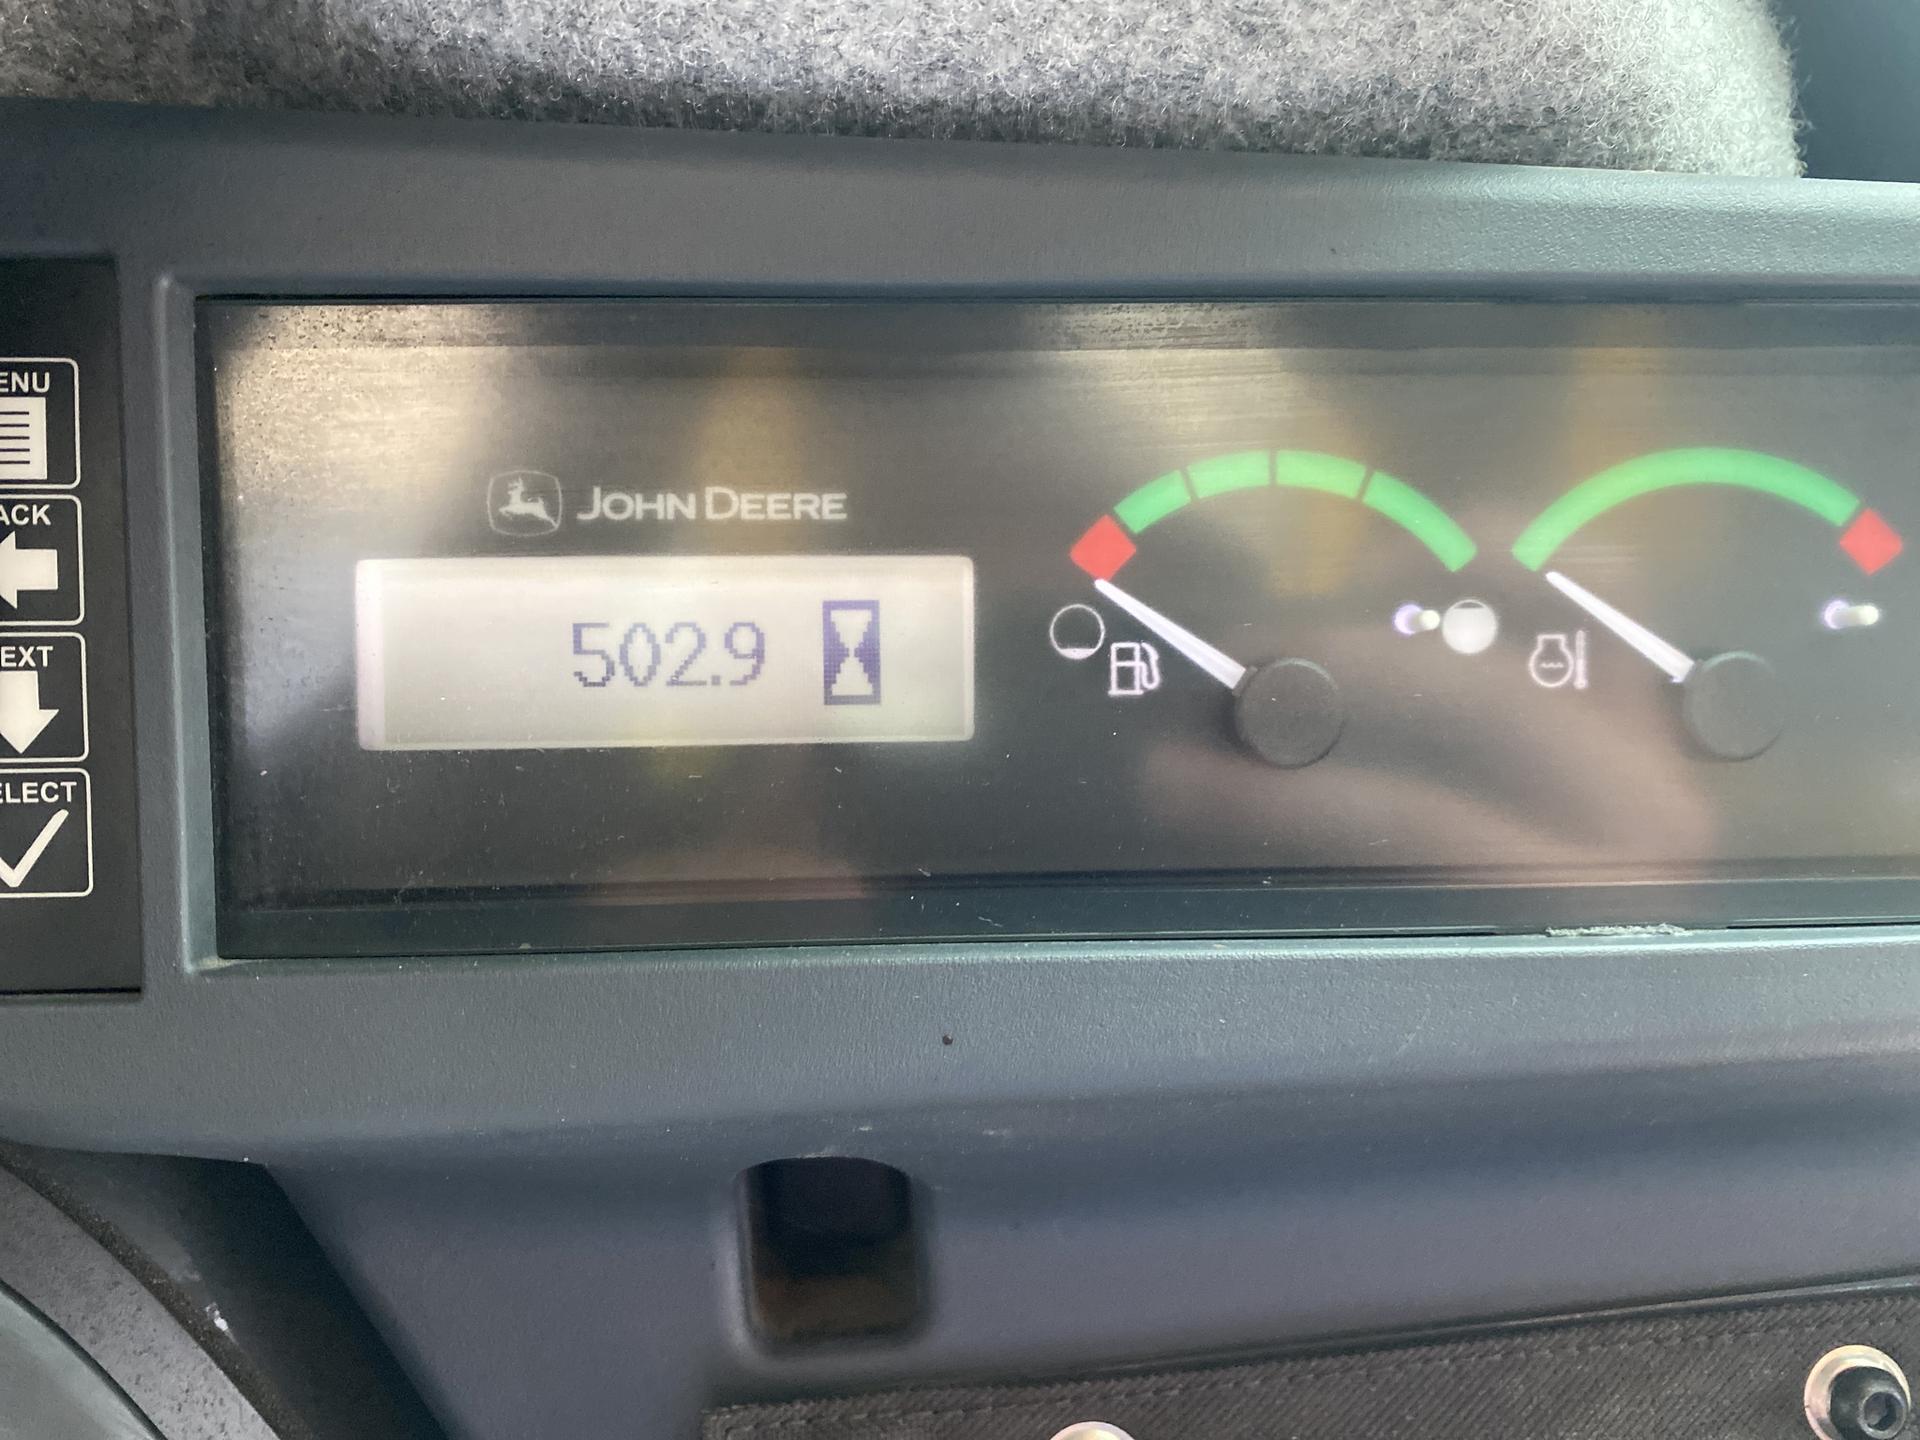 ENU
ACK
EXT
ELECT
JOHN DEERE
502.9